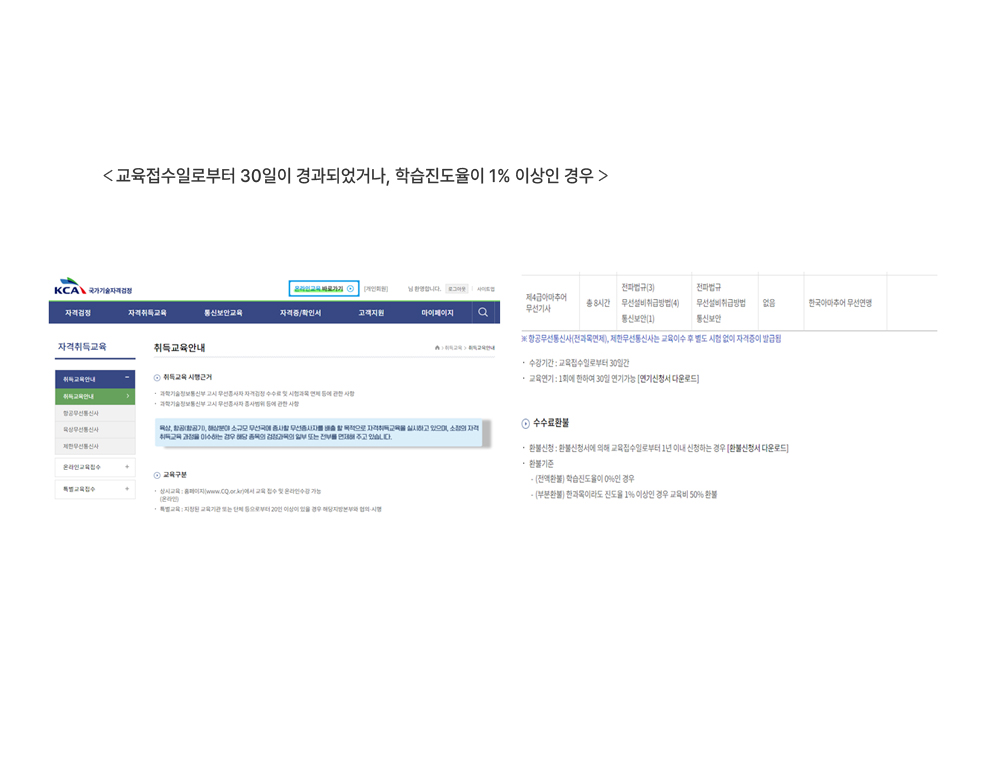 < 교육접수일로부터 30일이 경과되었거나, 학습진도율이 1% 이상인 경우 >
KCA 국가기술자격검정
온라인교육 바로가기
[개인회원]
님 환영합니다.
로그아웃
사이트맵
자격검정
자격취득교육
통신보안교육
자격증/확인서
고객지원
마이페이지
자격취득교육
취득교육안내 −
취득교육안내 >
항공무선통신사
육상무선통신사
제한무선통신사
온라인교육접수 +
특별교육접수 +
취득교육안내
> 취득교육 > 취득교육안내
취득교육 시행근거
· 과학기술정보통신부 고시 무선종사자 자격검정 수수료 및 시험과목 면제 등에 관한 사항
· 과학기술정보통신부 고시 무선종사자 종사범위 등에 관한 사항
육상, 항공(항공기), 해상분야 소규모 무선국에 종사할 무선종사자를 배출 할 목적으로 자격취득교육을 실시하고 있으며, 소정의 자격
취득교육 과정을 이수하는 경우 해당 종목의 검정과목의 일부 또는 전부를 면제해 주고 있습니다.
교육구분
· 상시교육 : 홈페이지(www.CQ.or.kr)에서 교육 접수 및 온라인수강 가능
(온라인)
· 특별교육 : 지정된 교육기관 또는 단체 등으로부터 20인 이상이 있을 경우 해당지방본부와 협의·시행
제4급아마추어
무선기사
총 8시간
전파법규(3)
무선설비취급방법(4)
통신보안(1)
전파법규
무선설비취급방법
통신보안
없음
한국아마추어 무선연맹
※ 항공무선통신사(전과목면제), 제한무선통신사는 교육이수 후 별도 시험 없이 자격증이 발급됨
· 수강기간 : 교육접수일로부터 30일간
· 교육연기 : 1회에 한하여 30일 연기가능 [연기신청서 다운로드]
수수료환불
· 환불신청 : 환불신청서에 의해 교육접수일로부터 1년 이내 신청하는 경우 [환불신청서 다운로드]
· 환불기준
- (전액환불) 학습진도율이 0%인 경우
- (부분환불) 한과목이라도 진도율 1% 이상인 경우 교육비 50% 환불